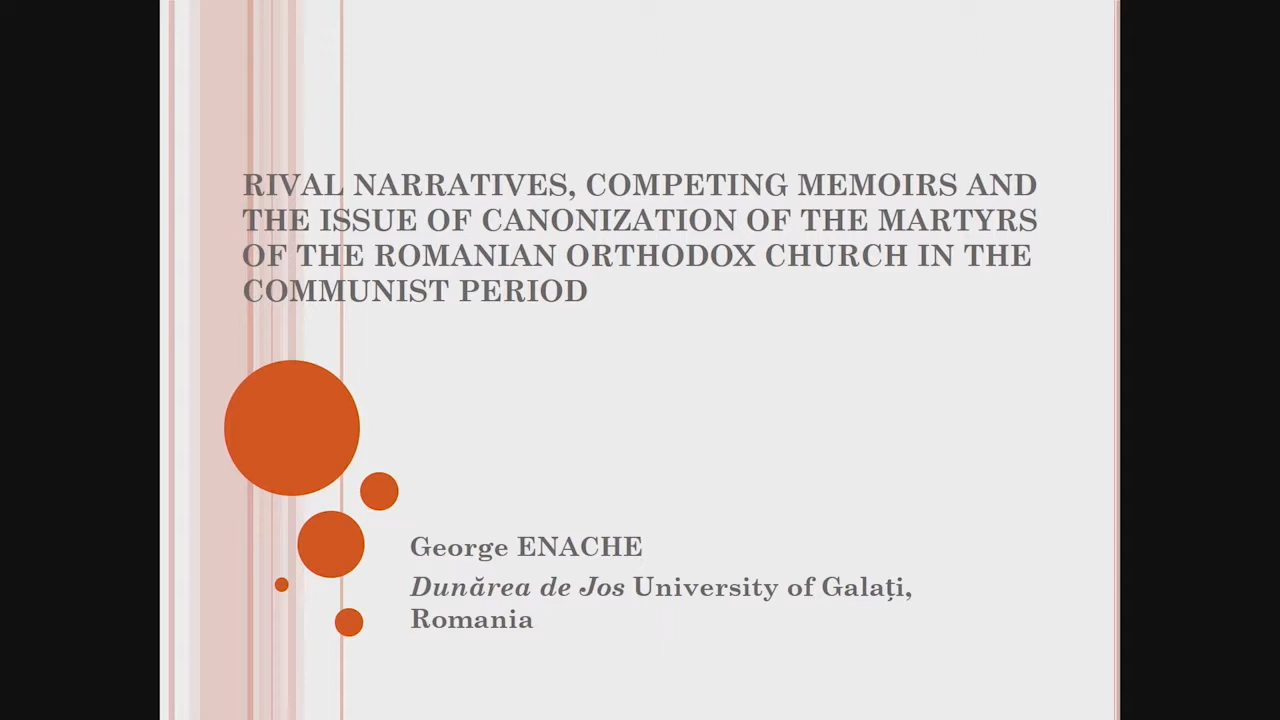 RIVAL NARRATIVES, COMPETING MEMOIRS AND
THE ISSUE OF CANONIZATION OF THE MARTYRS
OF THE ROMANIAN ORTHODOX CHURCH IN THE
COMMUNIST PERIOD
George ENACHE
Dunărea de Jos University of Galați,
Romania